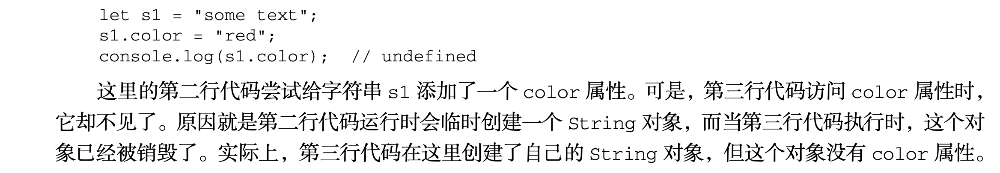 let s1 = "some text";
s1.color = "red";
console.log(s1.color);  // undefined
这里的第二行代码尝试给字符串 s1 添加了一个 color 属性。可是，第三行代码访问 color 属性时，
它却不见了。原因就是第二行代码运行时会临时创建一个 String 对象，而当第三行代码执行时，这个对
象已经被销毁了。实际上，第三行代码在这里创建了自己的 String 对象，但这个对象没有 color 属性。